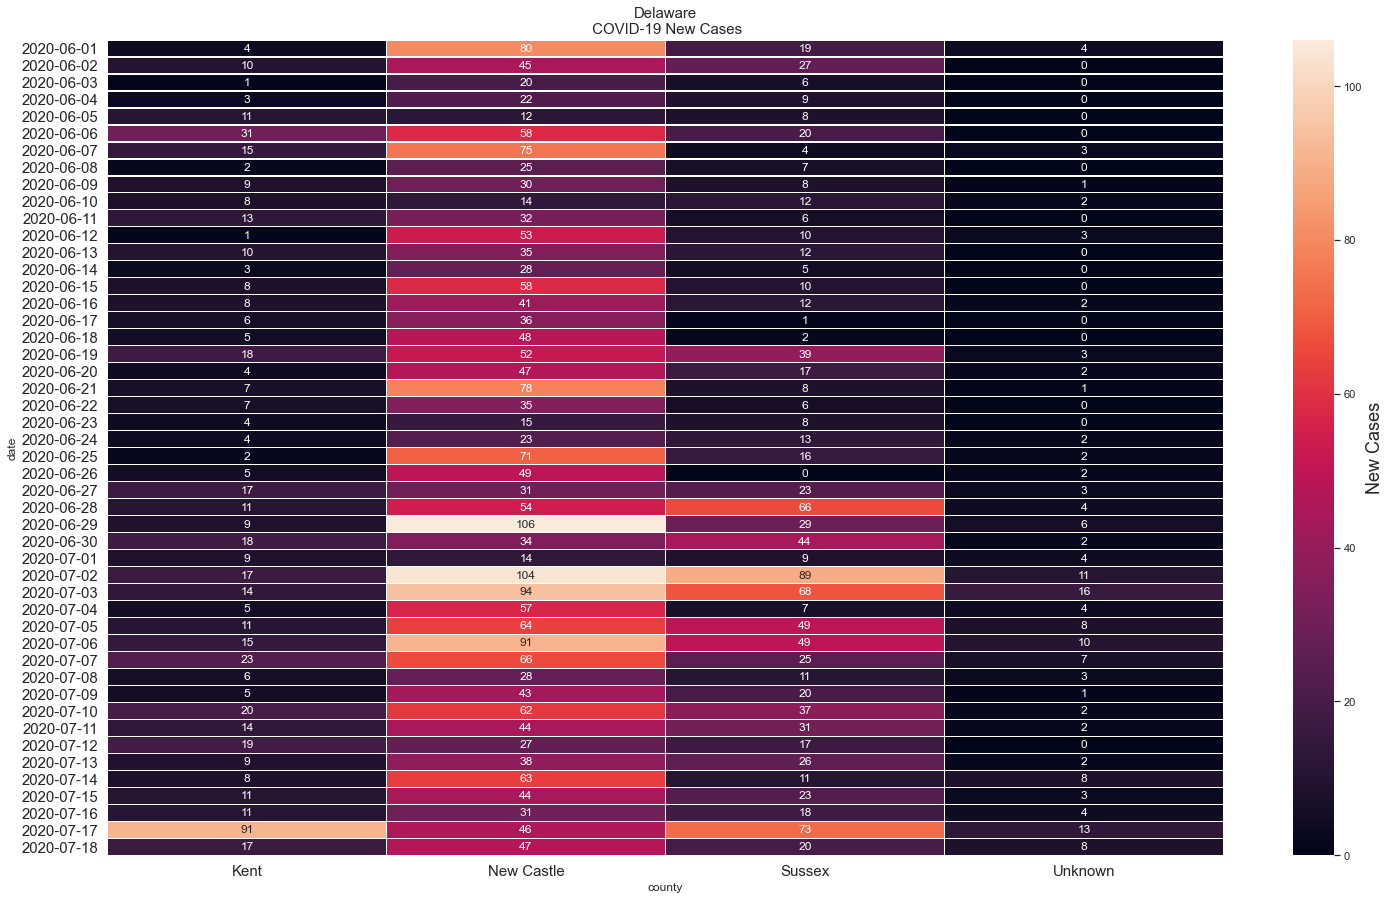 Delaware
COVID-19 New Cases
2020-06-01 4 80 19 4
2020-06-02 10 45 27 0
2020-06-03 1 20 6 0
2020-06-04 3 22 9 0
2020-06-05 11 12 8 0
2020-06-06 31 58 20 0
2020-06-07 15 75 4 3
2020-06-08 2 25 7 0
2020-06-09 9 30 8 1
2020-06-10 8 14 12 2
2020-06-11 13 32 6 0
2020-06-12 1 53 10 3
2020-06-13 10 35 12 0
2020-06-14 3 28 5 0
2020-06-15 8 58 10 0
2020-06-16 8 41 12 2
2020-06-17 6 36 1 0
2020-06-18 5 48 2 0
2020-06-19 18 52 39 3
2020-06-20 4 47 17 2
2020-06-21 7 78 8 1
2020-06-22 7 35 6 0
2020-06-23 4 15 8 0
2020-06-24 4 23 13 2
2020-06-25 2 71 16 2
2020-06-26 5 49 0 2
2020-06-27 17 31 23 3
2020-06-28 11 54 66 4
2020-06-29 9 106 29 6
2020-06-30 18 34 44 2
2020-07-01 9 14 9 4
2020-07-02 17 104 89 11
2020-07-03 14 94 68 16
2020-07-04 5 57 7 4
2020-07-05 11 64 49 8
2020-07-06 15 91 49 10
2020-07-07 23 66 25 7
2020-07-08 6 28 11 3
2020-07-09 5 43 20 1
2020-07-10 20 62 37 2
2020-07-11 14 44 31 2
2020-07-12 19 27 17 0
2020-07-13 9 38 26 2
2020-07-14 8 63 11 8
2020-07-15 11 44 23 3
2020-07-16 11 31 18 4
2020-07-17 91 46 73 13
2020-07-18 17 47 20 8
Kent New Castle Sussex Unknown
county
date
100
80
60
40
20
0
New Cases